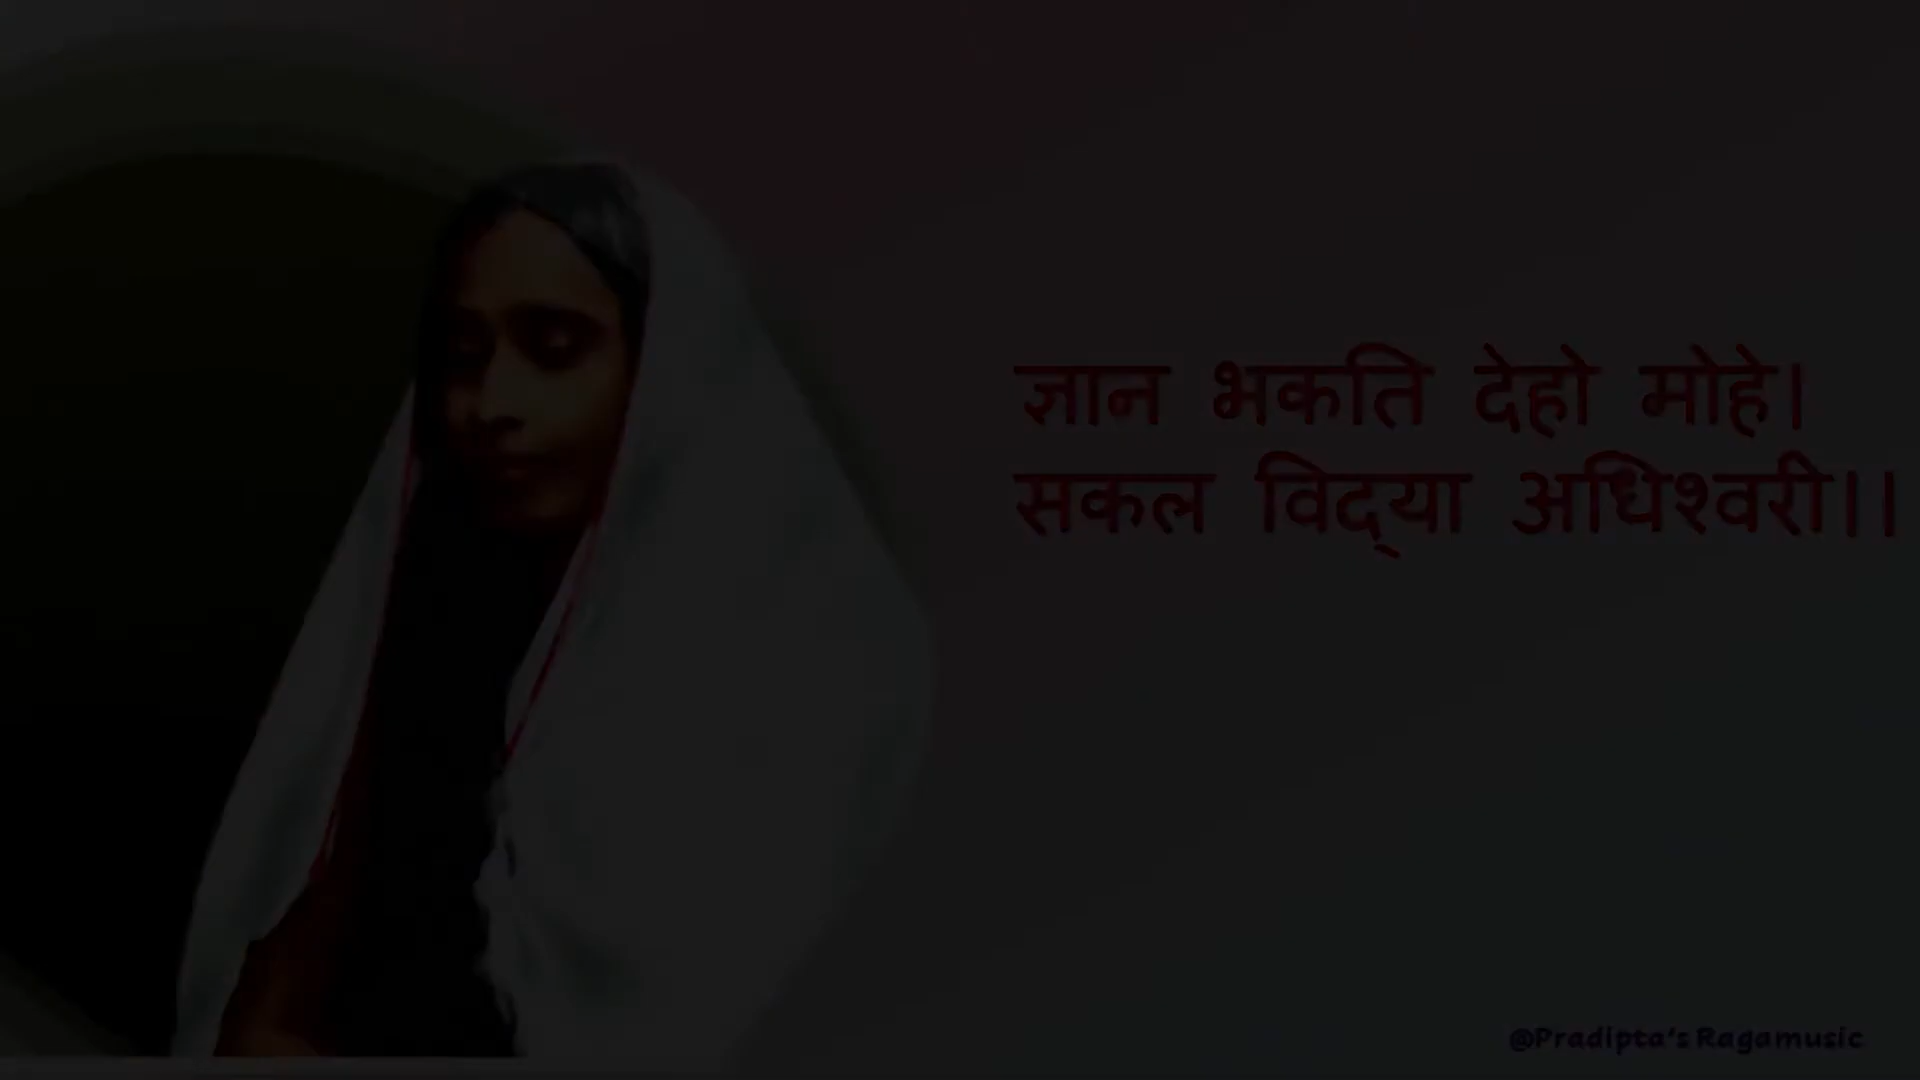 ज्ञान भकति देहो मोहे।
सकल विद्‌या अधिश्वरी।।
@Pradipta's Ragamusic